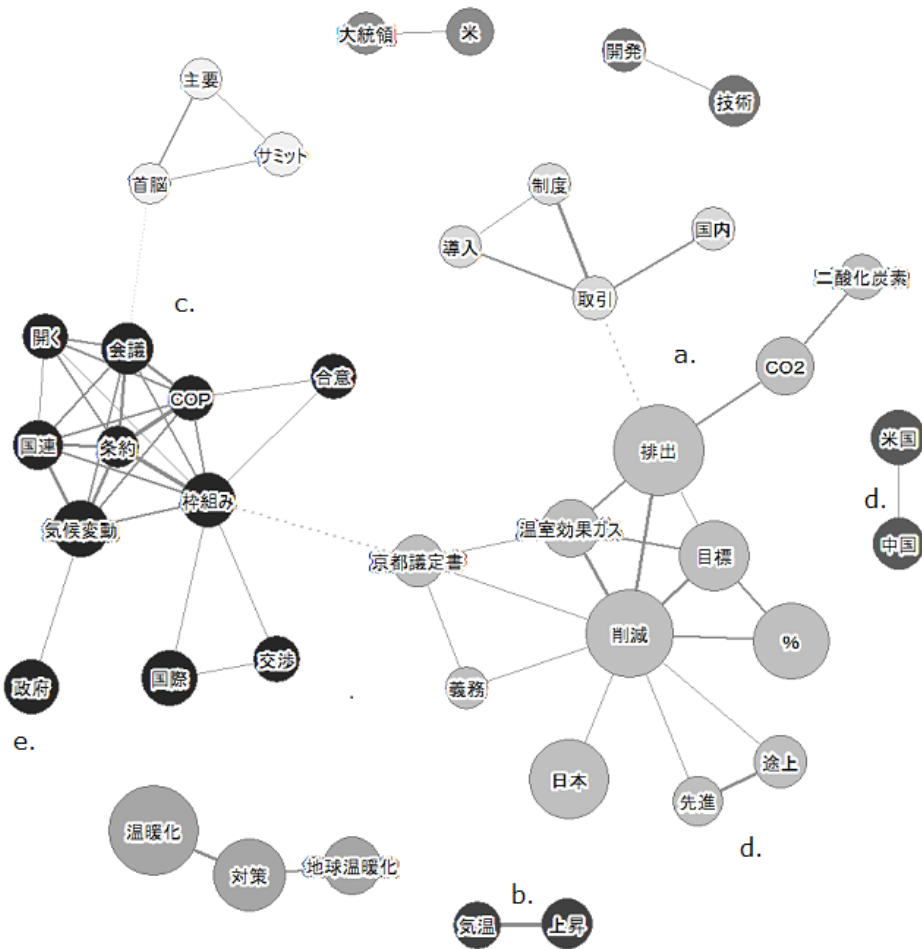 大統領
米
開発
技術
主要
サミット
首脳
制度
国内
導入
二酸化炭素
取引
c.
開く
会議
a.
合意
CO2
COP
米国
国連
条約
排出
d.
枠組み
気候変動
温室効果ガス
中国
京都議定書
目標
削減
%
国際
交渉
政府
義務
e.
日本
途上
先進
温暖化
d.
対策
地球温暖化
b.
気温
上昇